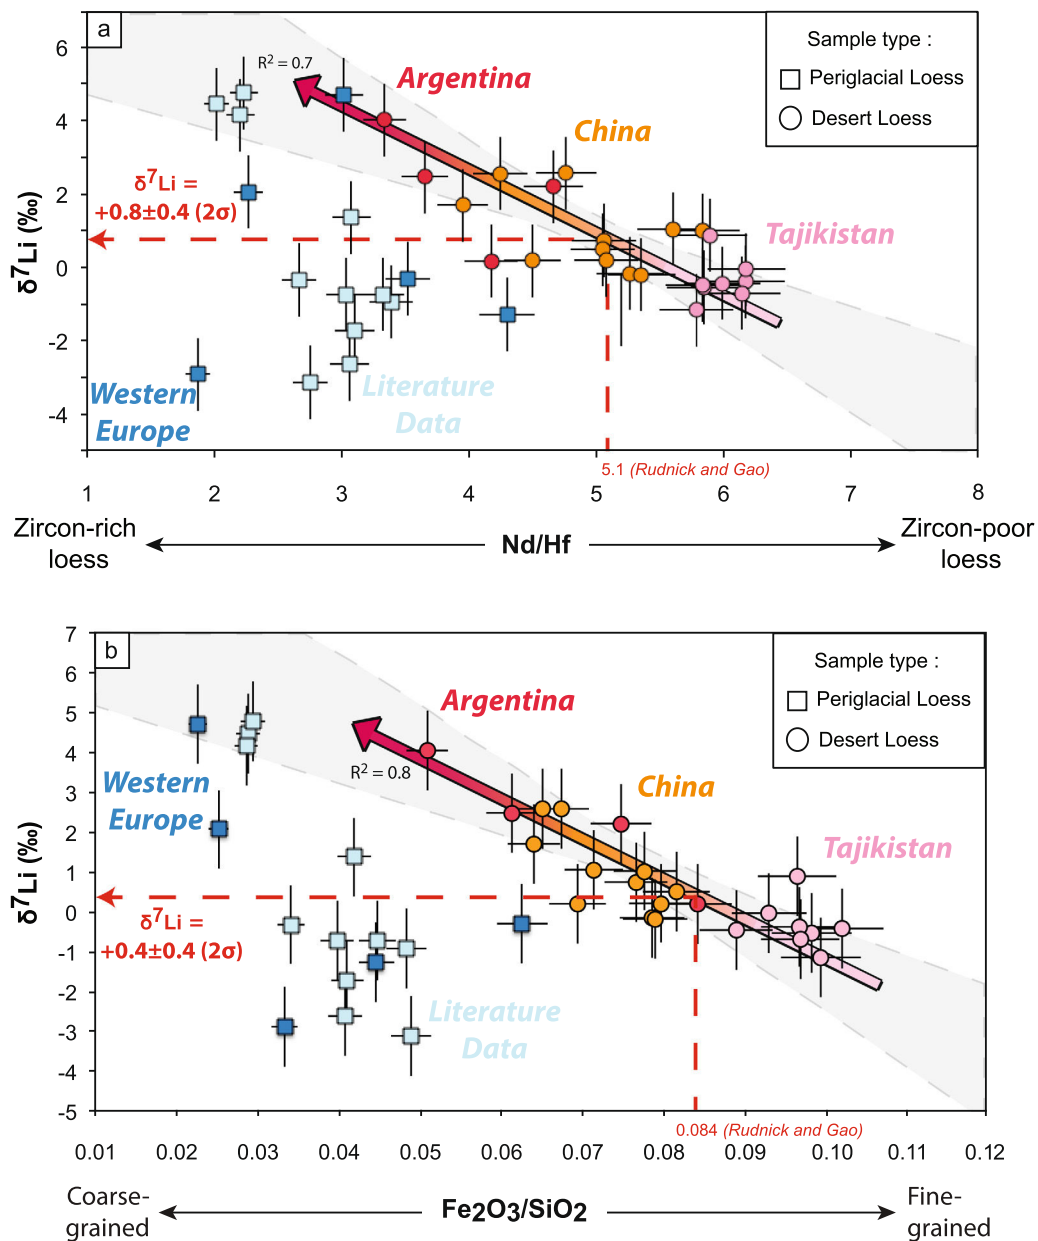 a
6
4
2
0
-2
-4
δ⁷Li (‰)
R² = 0.7
Argentina
China
Tajikistan
Sample type :
Periglacial Loess
Desert Loess
δ⁷Li =
+0.8±0.4 (2σ)
Western
Europe
Literature
Data
5.1 (Rudnick and Gao)
1 2 3 4 5 6 7 8
Zircon-rich
loess
Nd/Hf
Zircon-poor
loess
b
7
6
5
4
3
2
1
0
-1
-2
-3
-4
-5
δ⁷Li (‰)
R² = 0.8
Argentina
China
Tajikistan
Sample type :
Periglacial Loess
Desert Loess
Western
Europe
δ⁷Li =
+0.4±0.4 (2σ)
Literature
Data
0.084 (Rudnick and Gao)
0.01 0.02 0.03 0.04 0.05 0.06 0.07 0.08 0.09 0.10 0.11 0.12
Coarse-
grained
Fe₂O₃/SiO₂
Fine-
grained